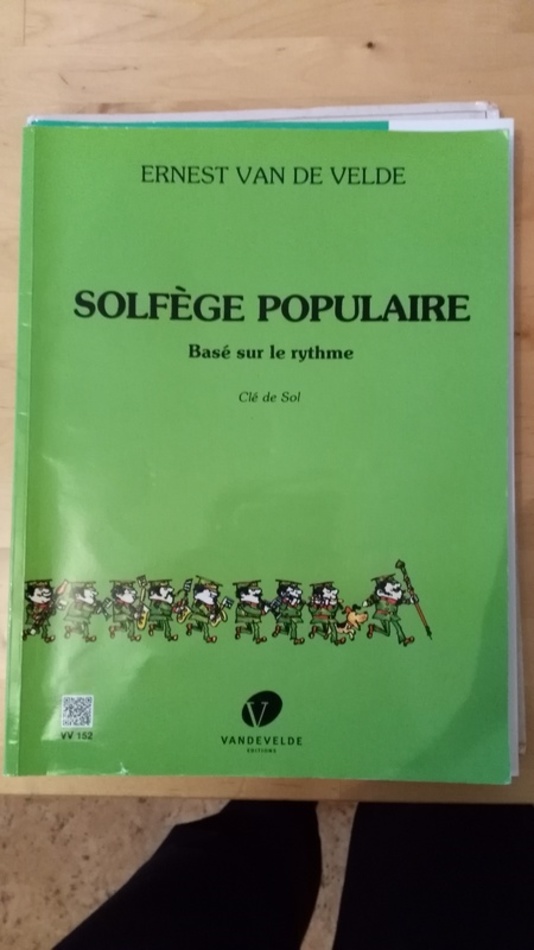 ERNEST VAN DE VELDE
SOLFÈGE POPULAIRE
Basé sur le rythme
Clé de Sol
VV 152
V
VANDEVELDE
EDITIONS